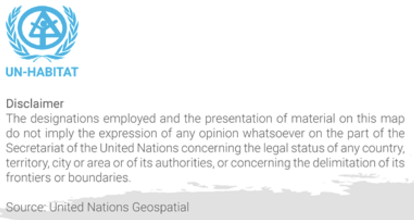 UN-HABITAT
Disclaimer
The designations employed and the presentation of material on this map
do not imply the expression of any opinion whatsoever on the part of the
Secretariat of the United Nations concerning the legal status of any country,
territory, city or area or of its authorities, or concerning the delimitation of its
frontiers or boundaries.
Source: United Nations Geospatial